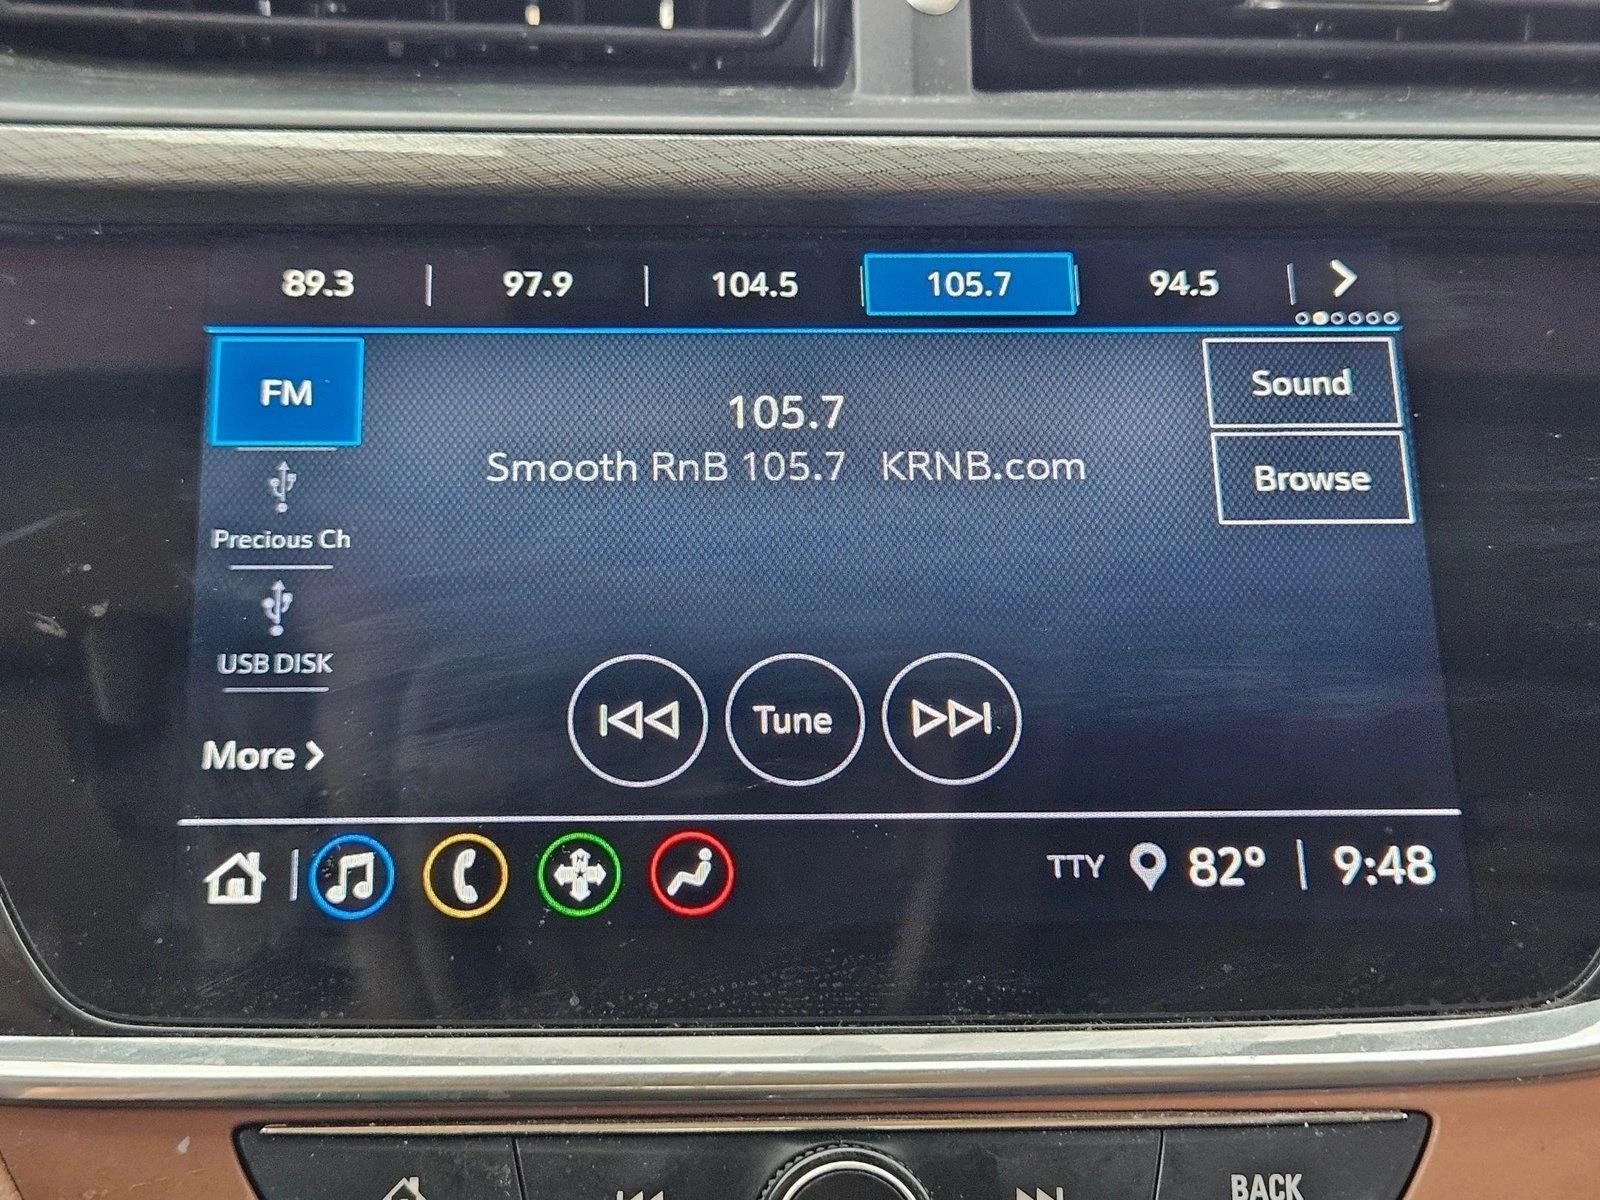 89.3 | 97.9 | 104.5 | 105.7 | 94.5
FM
105.7
Sound
Smooth RnB 105.7 KRNB.com
Browse
Precious Ch
USB DISK
More
Tune
TTY 82° | 9:48
BACK